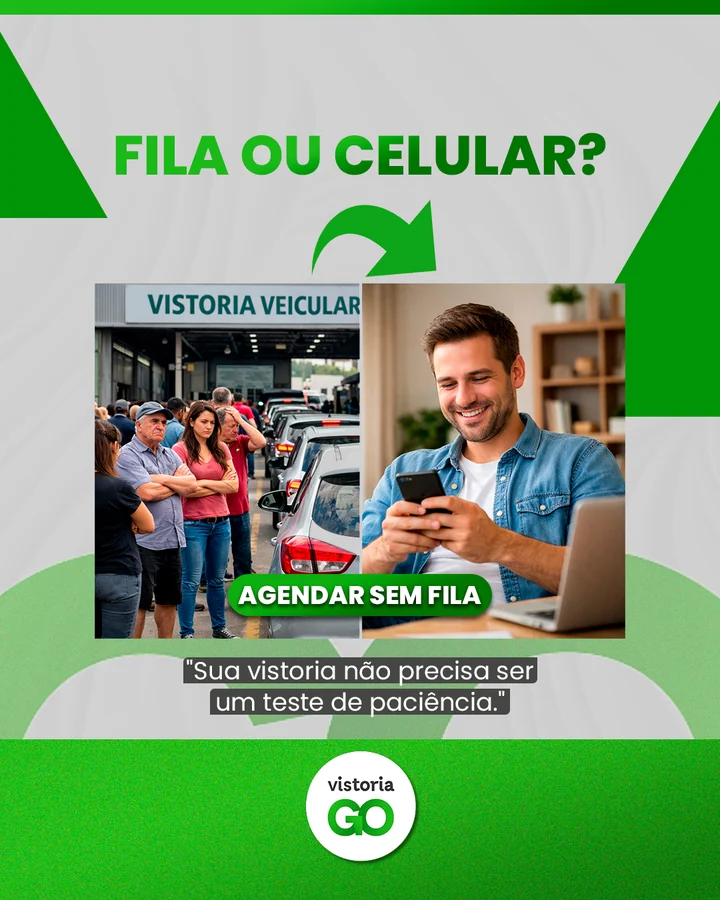 FILA OU CELULAR?
VISTORIA VEICULAR
AGENDAR SEM FILA
"Sua vistoria não precisa ser
um teste de paciência."
vistoria
GO